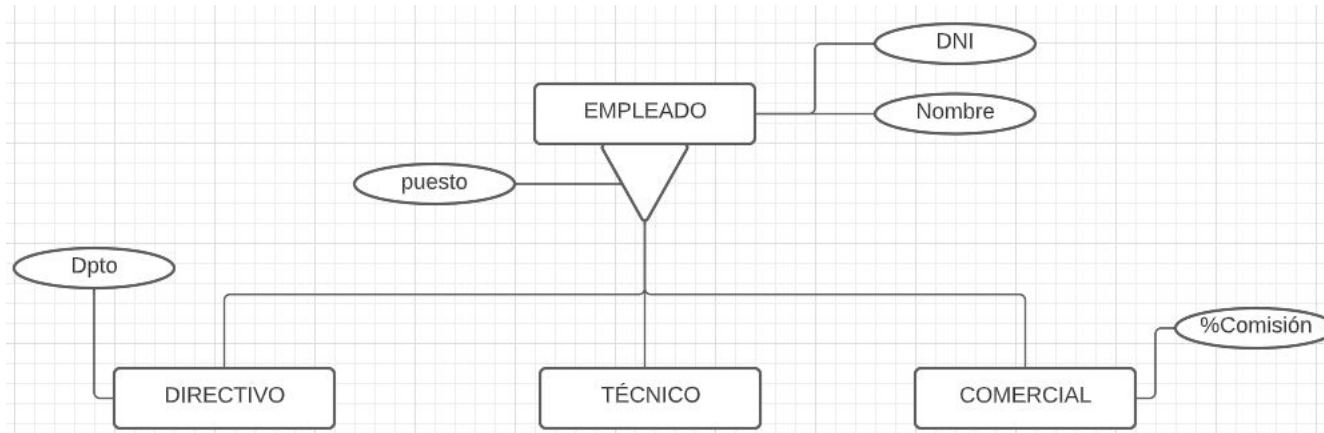 DNI
EMPLEADO
Nombre
puesto
Dpto
%Comisión
DIRECTIVO
TÉCNICO
COMERCIAL